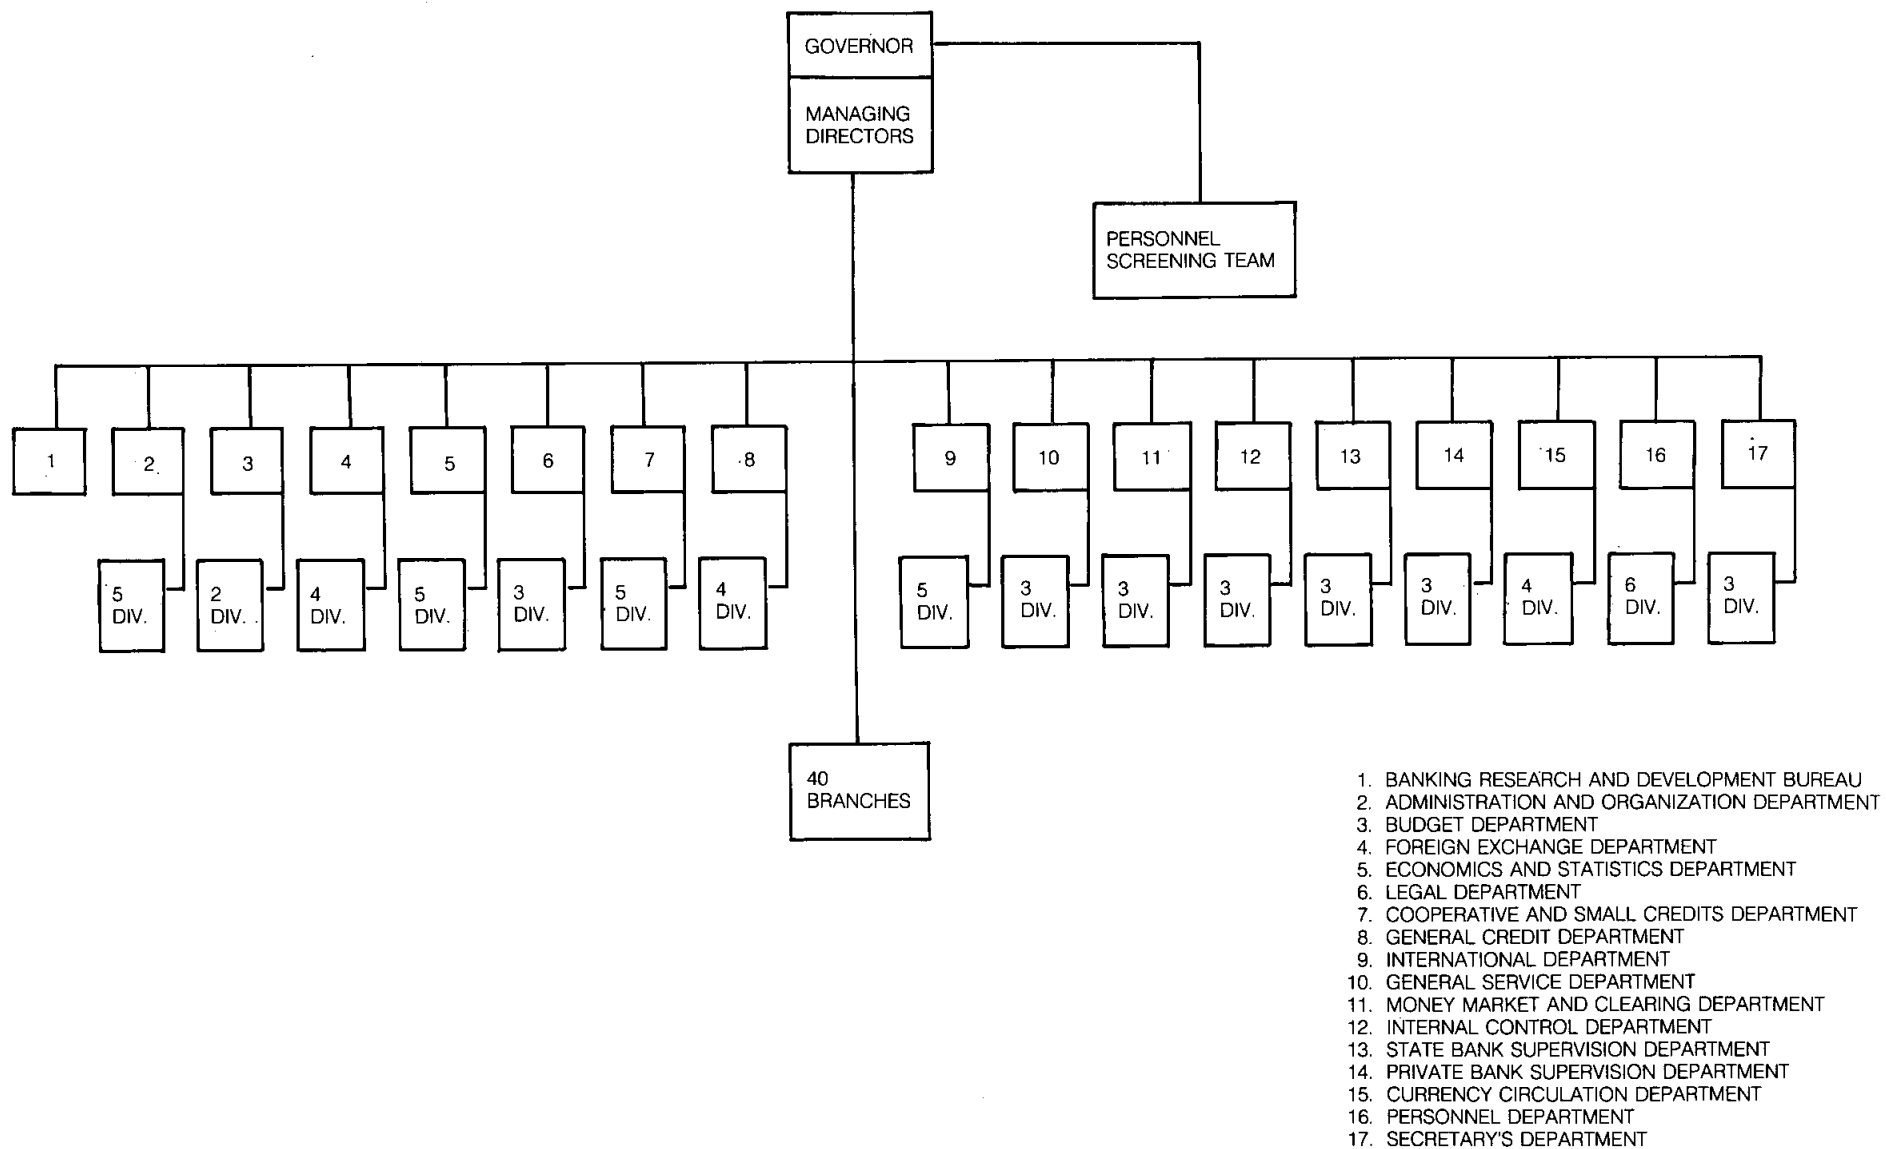 GOVERNOR
MANAGING
DIRECTORS
PERSONNEL
SCREENING TEAM
1
2
3
4
5
6
7
8
9
10
11
12
13
14
15
16
17
5
DIV.
2
DIV.
4
DIV.
5
DIV.
3
DIV.
5
DIV.
4
DIV.
5
DIV.
3
DIV.
3
DIV.
3
DIV.
3
DIV.
3
DIV.
4
DIV.
6
DIV.
3
DIV.
40
BRANCHES
1. BANKING RESEARCH AND DEVELOPMENT BUREAU
2. ADMINISTRATION AND ORGANIZATION DEPARTMENT
3. BUDGET DEPARTMENT
4. FOREIGN EXCHANGE DEPARTMENT
5. ECONOMICS AND STATISTICS DEPARTMENT
6. LEGAL DEPARTMENT
7. COOPERATIVE AND SMALL CREDITS DEPARTMENT
8. GENERAL CREDIT DEPARTMENT
9. INTERNATIONAL DEPARTMENT
10. GENERAL SERVICE DEPARTMENT
11. MONEY MARKET AND CLEARING DEPARTMENT
12. INTERNAL CONTROL DEPARTMENT
13. STATE BANK SUPERVISION DEPARTMENT
14. PRIVATE BANK SUPERVISION DEPARTMENT
15. CURRENCY CIRCULATION DEPARTMENT
16. PERSONNEL DEPARTMENT
17. SECRETARY'S DEPARTMENT